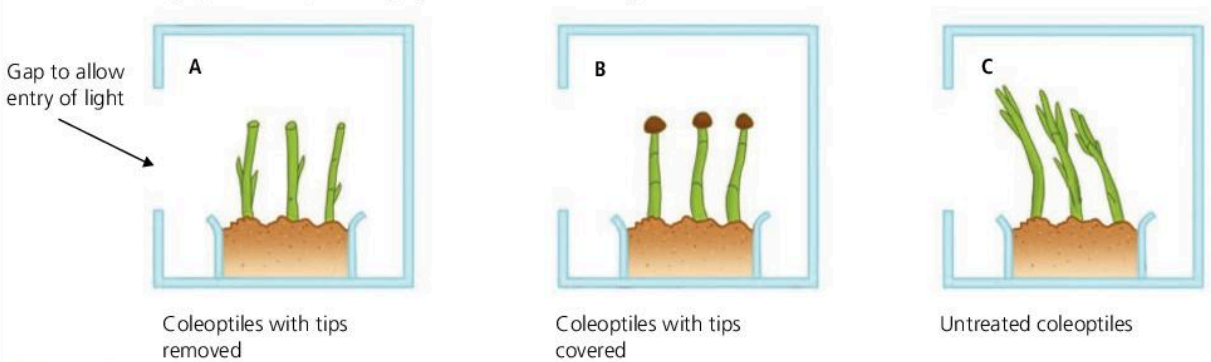 Gap to allow
entry of light
A
B
C
Coleoptiles with tips
removed
Coleoptiles with tips
covered
Untreated coleoptiles